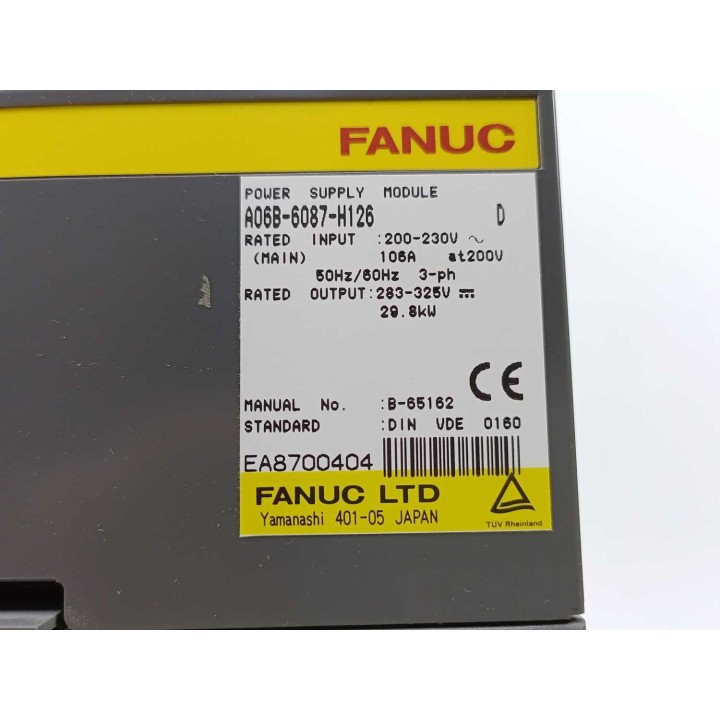 FANUC
POWER SUPPLY MODULE
A06B-6087-H126 D
RATED INPUT :200-230V ～
(MAIN) 106A at200V
50Hz/60Hz 3-ph
RATED OUTPUT:283-325V ⎓
29.8kW
CE
MANUAL No. :B-65162
STANDARD :DIN VDE 0160
EA8700404
FANUC LTD
Yamanashi 401-05 JAPAN
TÜV Rheinland